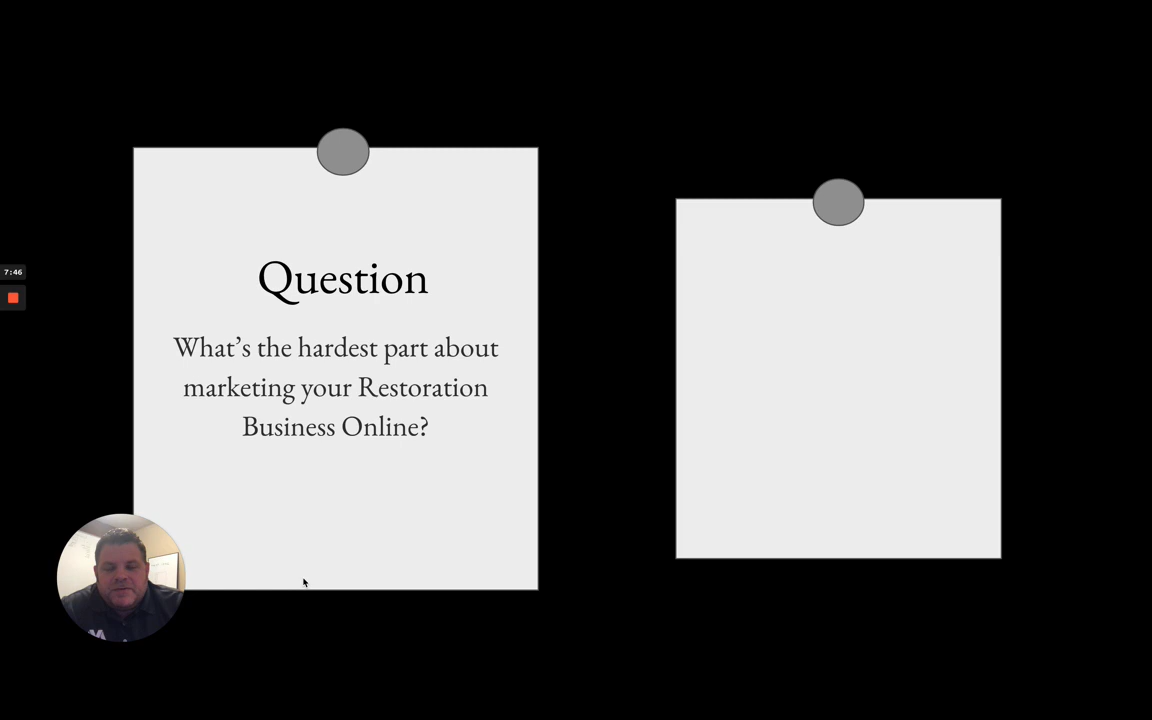 7:46
Question
What's the hardest part about
marketing your Restoration
Business Online?